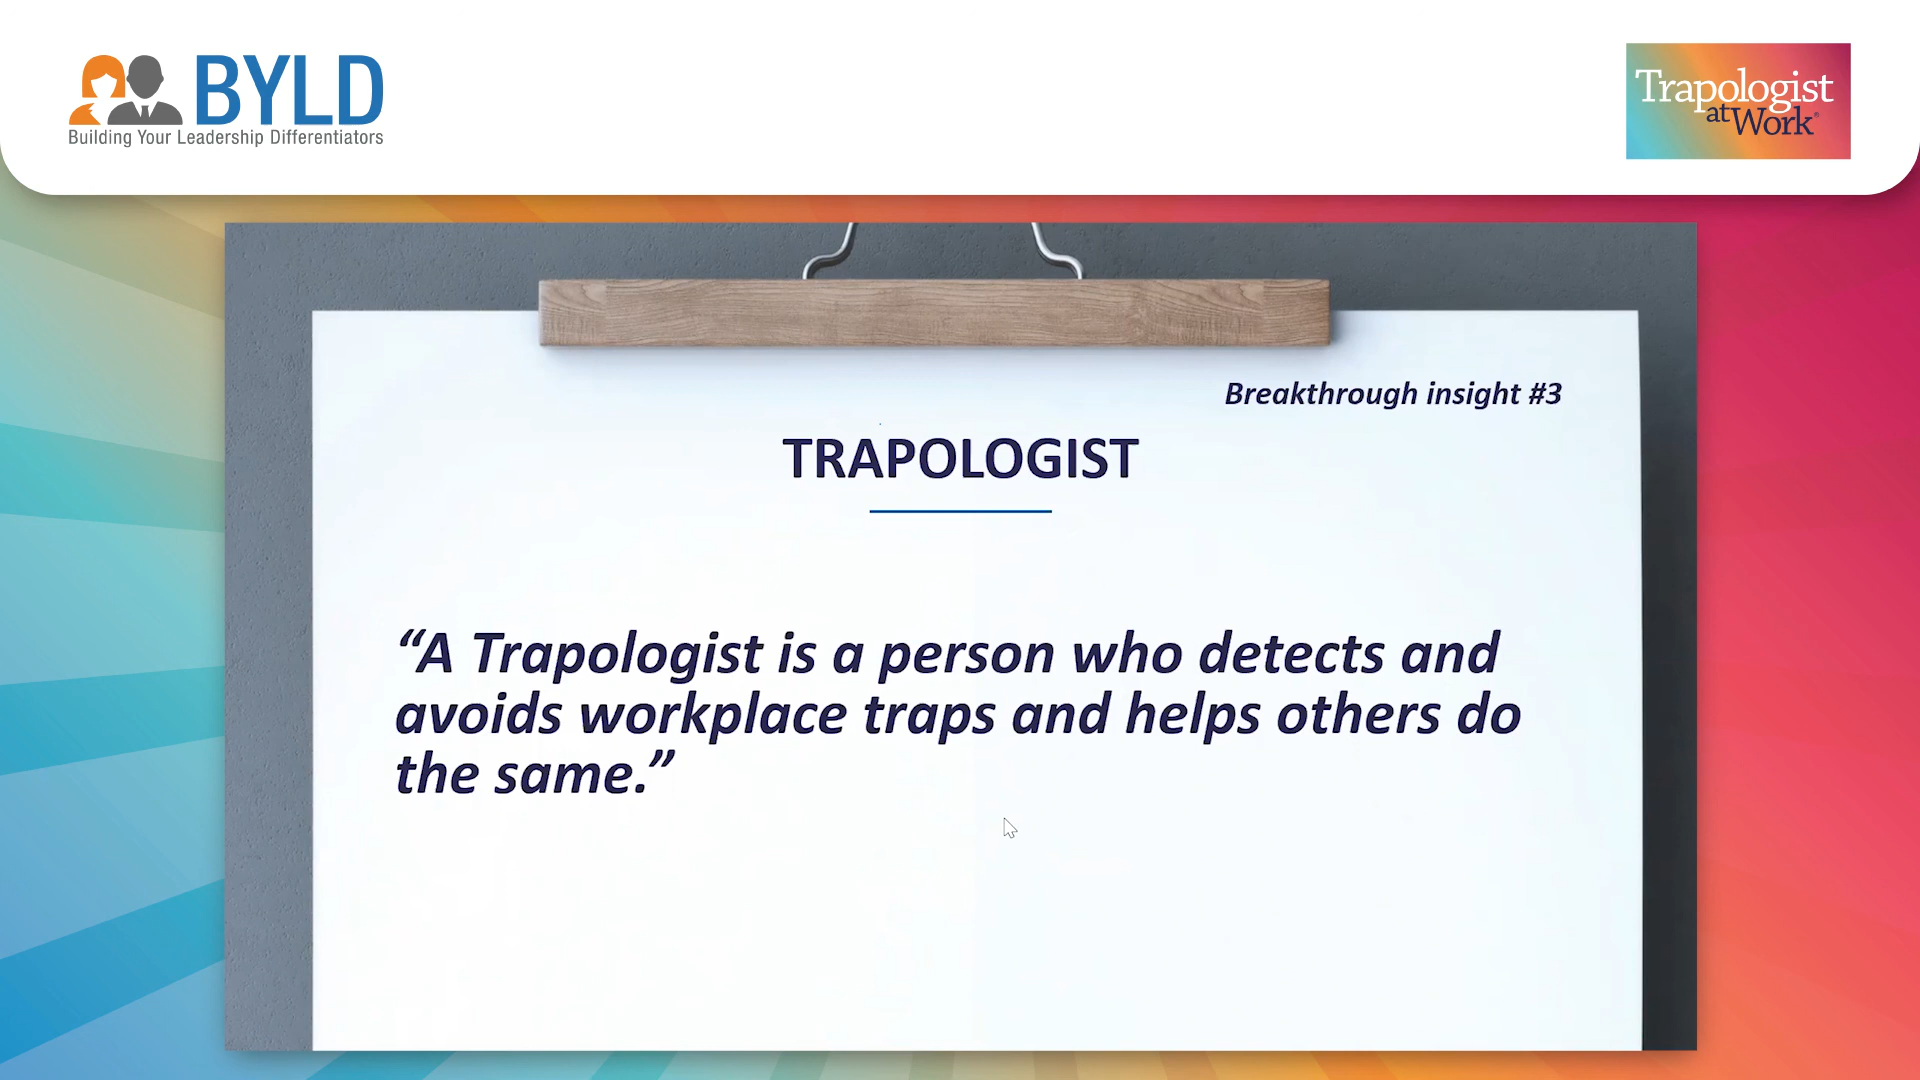 BYLD
Building Your Leadership Differentiators
Trapologist
at Work®
Breakthrough insight #3
TRAPOLOGIST
“A Trapologist is a person who detects and
avoids workplace traps and helps others do
the same.”